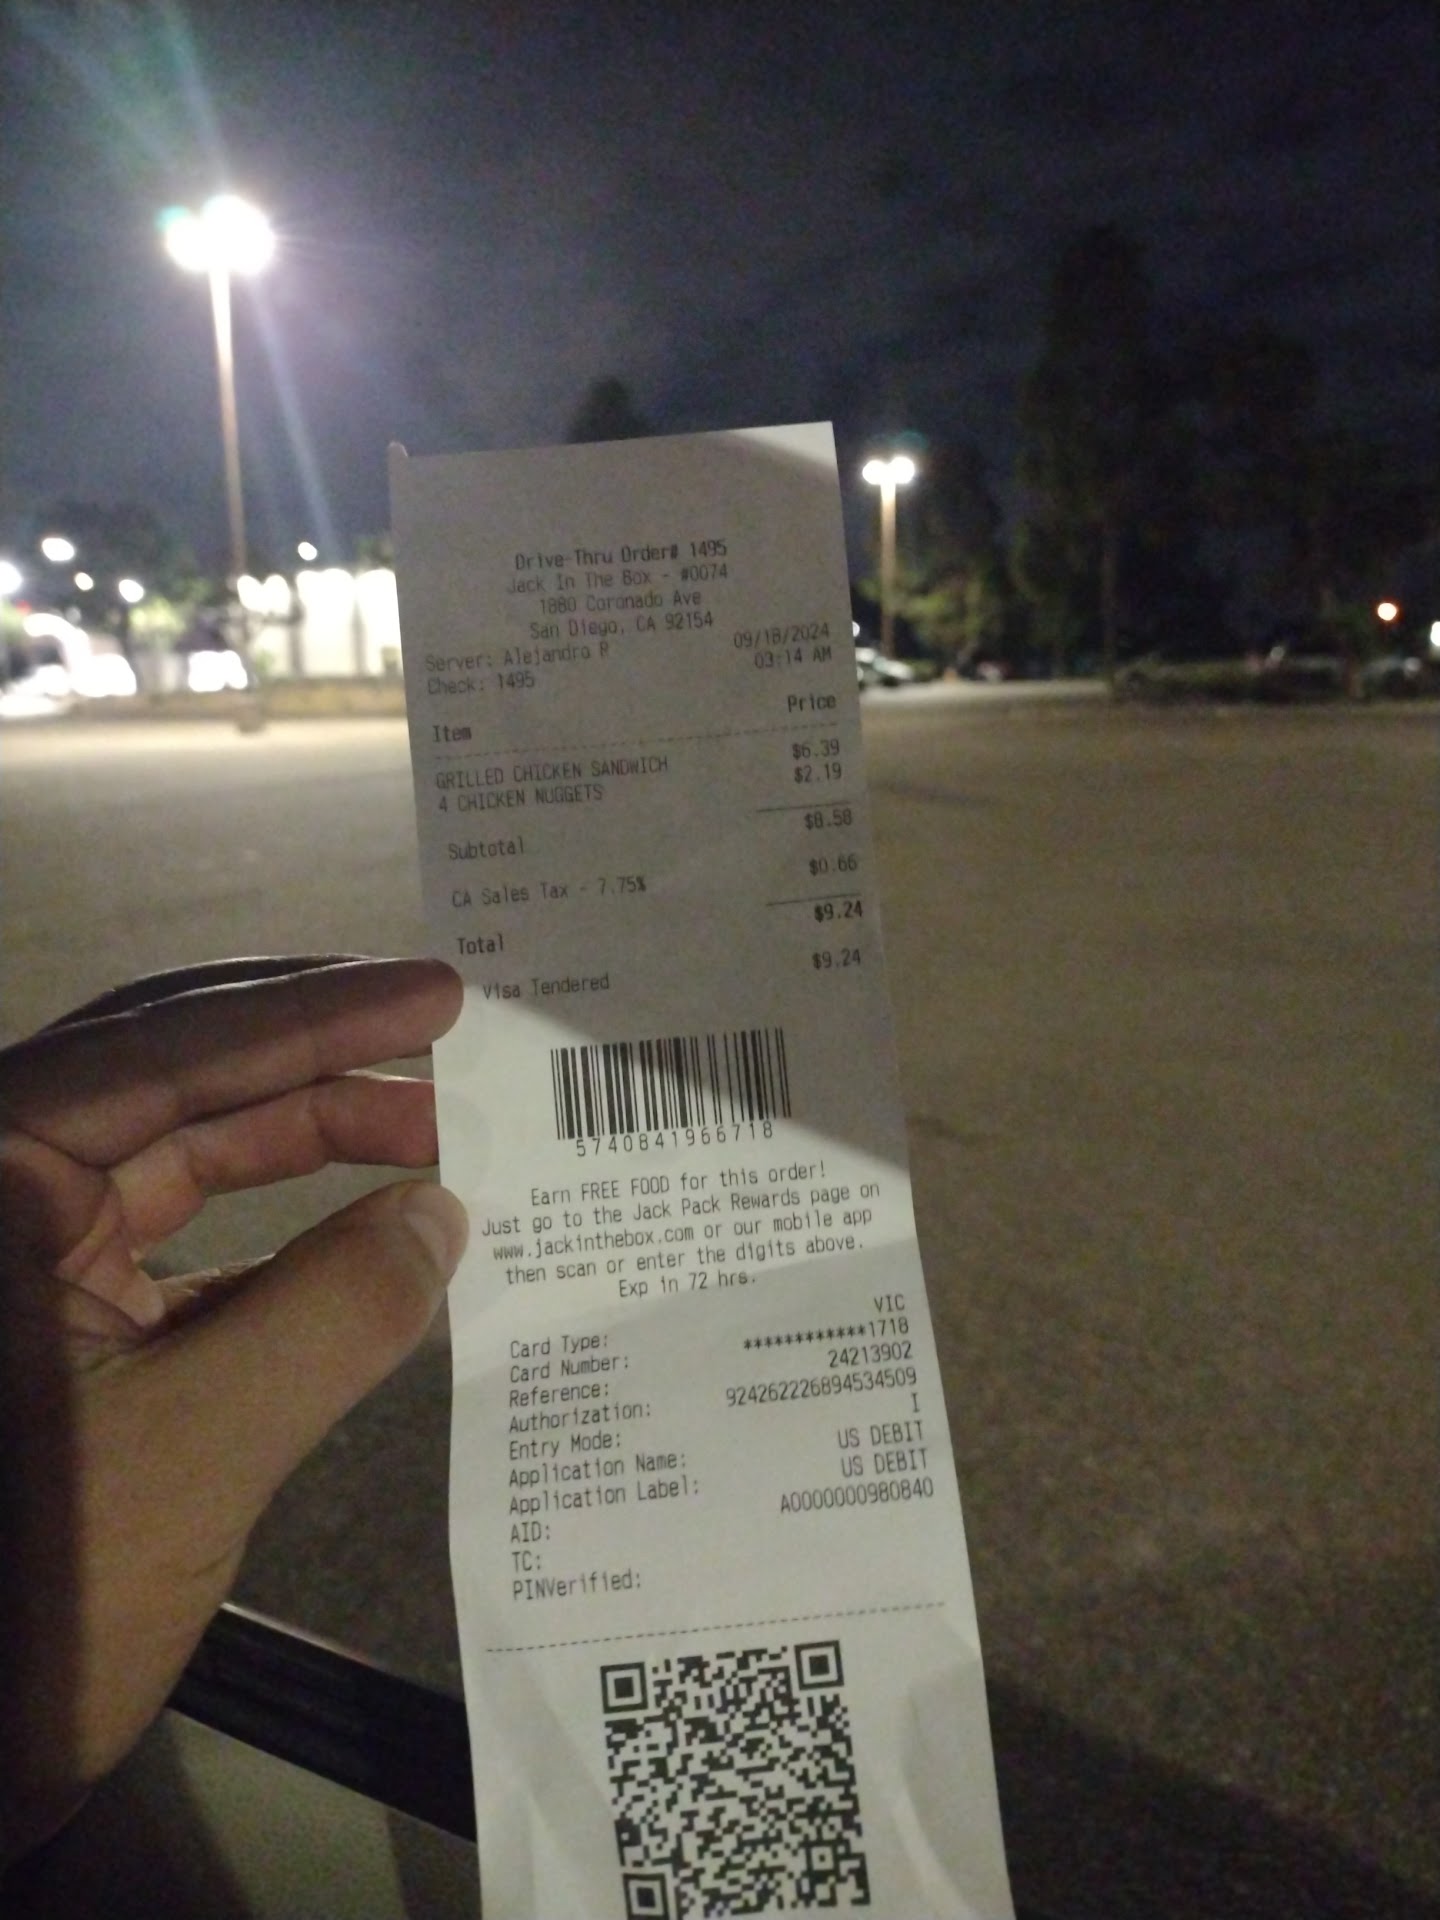 Drive-Thru Order# 1495
Jack In The Box - #0074
1880 Coronado Ave
San Diego, CA 92154
Server: Alejandro R 09/18/2024
Check: 1495 03:14 AM
Item Price
GRILLED CHICKEN SANDWICH $6.39
4 CHICKEN NUGGETS $2.19
Subtotal $8.58
CA Sales Tax - 7.75% $0.66
Total $9.24
Visa Tendered $9.24
5740841966718
Earn FREE FOOD for this order!
Just go to the Jack Pack Rewards page on
www.jackinthebox.com or our mobile app
then scan or enter the digits above.
Exp in 72 hrs.
Card Type: VIC
Card Number: ************1718
Reference: 24213902
Authorization: 924262226894534509
Entry Mode: I
Application Name: US DEBIT
Application Label: US DEBIT
AID: A0000000980840
TC:
PINVerified: